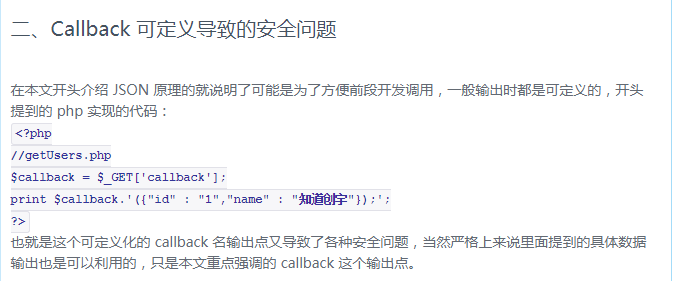 二、Callback 可定义导致的安全问题
在本文开头介绍 JSON 原理的就说明了可能是为了方便前段开发调用，一般输出时都是可定义的，开头
提到的 php 实现的代码：
<?php
//getUsers.php
$callback = $_GET['callback'];
print $callback.'({"id" : "1","name" : "知道创宇"});';
?>
也就是这个可定义化的 callback 名输出点又导致了各种安全问题，当然严格上来说里面提到的具体数据
输出也是可以利用的，只是本文重点强调的 callback 这个输出点。